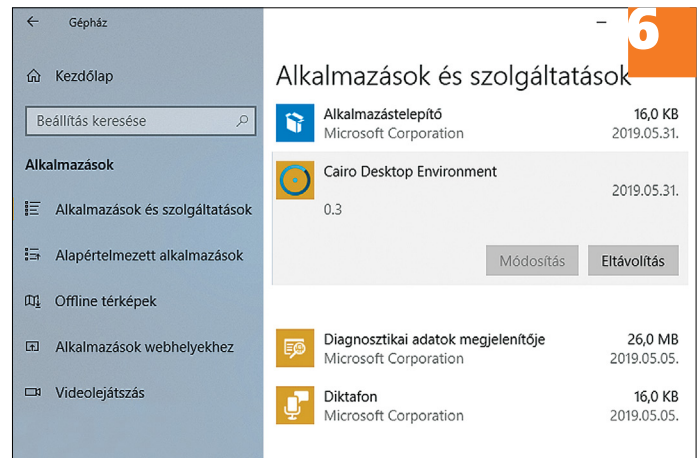 Gépház
6
Kezdőlap
Beállítás keresése
Alkalmazások
Alkalmazások és szolgáltatások
Alapértelmezett alkalmazások
Offline térképek
Alkalmazások webhelyekhez
Videolejátszás
Alkalmazások és szolgáltatások
Alkalmazástelepítő 16,0 KB
Microsoft Corporation 2019.05.31.
Cairo Desktop Environment
2019.05.31.
0.3
Módosítás Eltávolítás
Diagnosztikai adatok megjelenítője 26,0 MB
Microsoft Corporation 2019.05.05.
Diktafon 16,0 KB
Microsoft Corporation 2019.05.05.